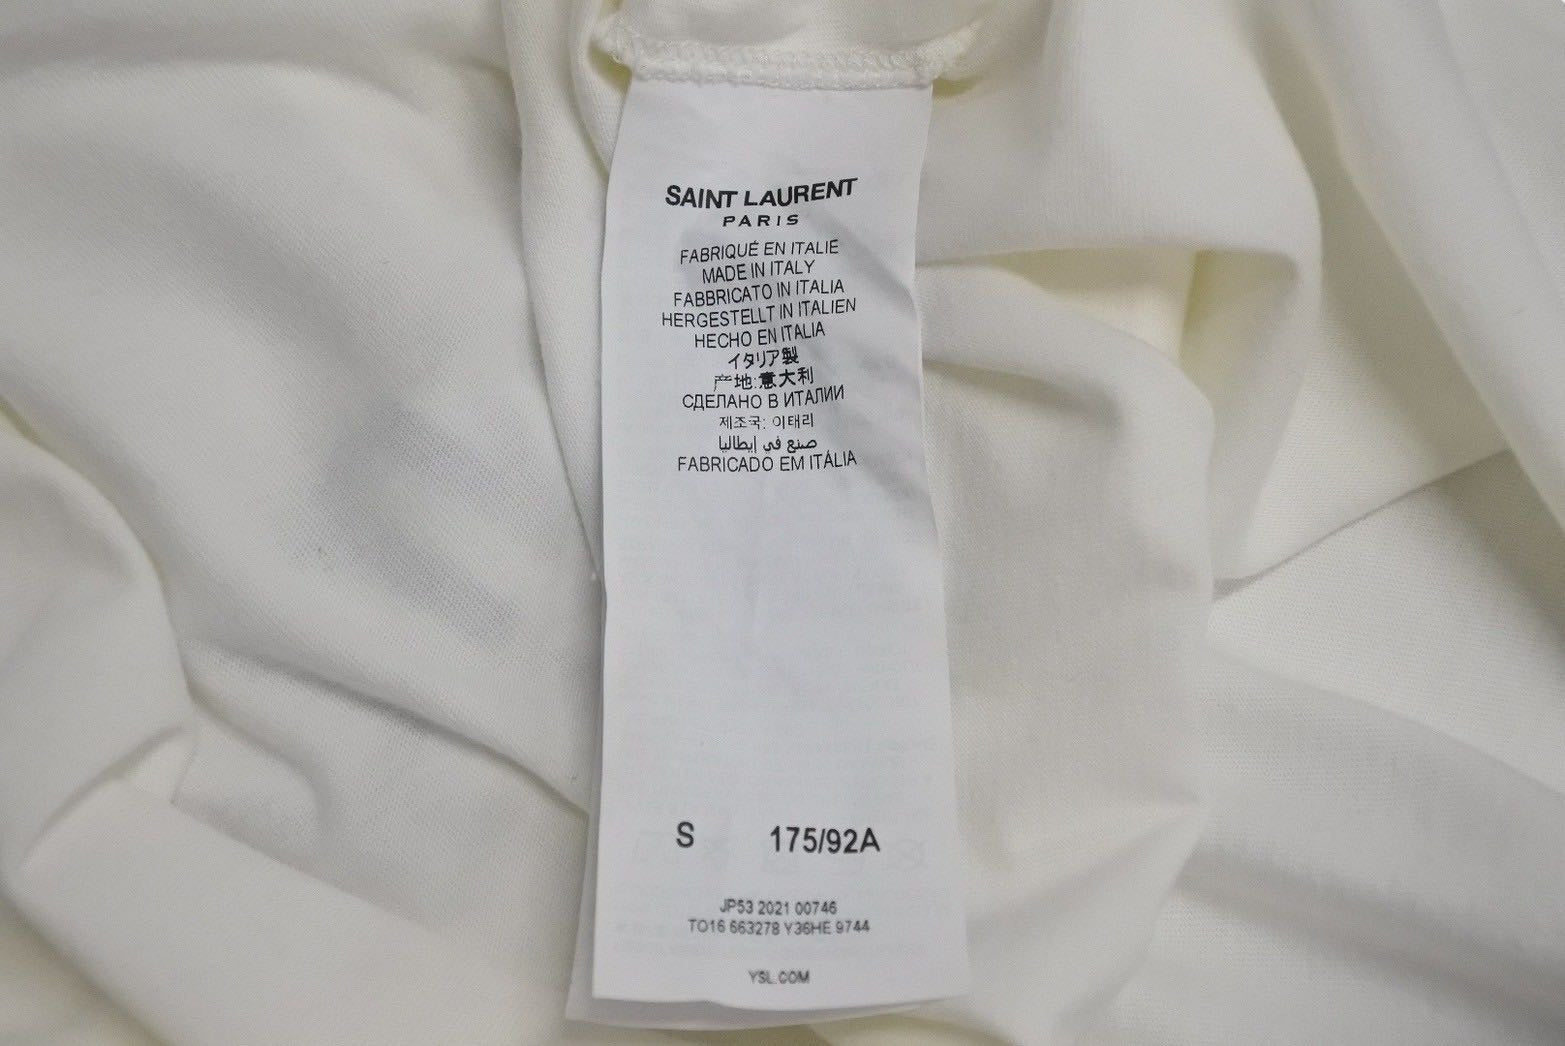 SAINT LAURENT
PARIS
FABRIQUÉ EN ITALIE
MADE IN ITALY
FABBRICATO IN ITALIA
HERGESTELLT IN ITALIEN
HECHO EN ITALIA
イタリア製
产地:意大利
СДЕЛАНО В ИТАЛИИ
제조국: 이태리
صنع في إيطاليا
FABRICADO EM ITÁLIA
S 175/92A
JP53 2021 00746
TO16 663278 Y36HE 9744
YSL.COM